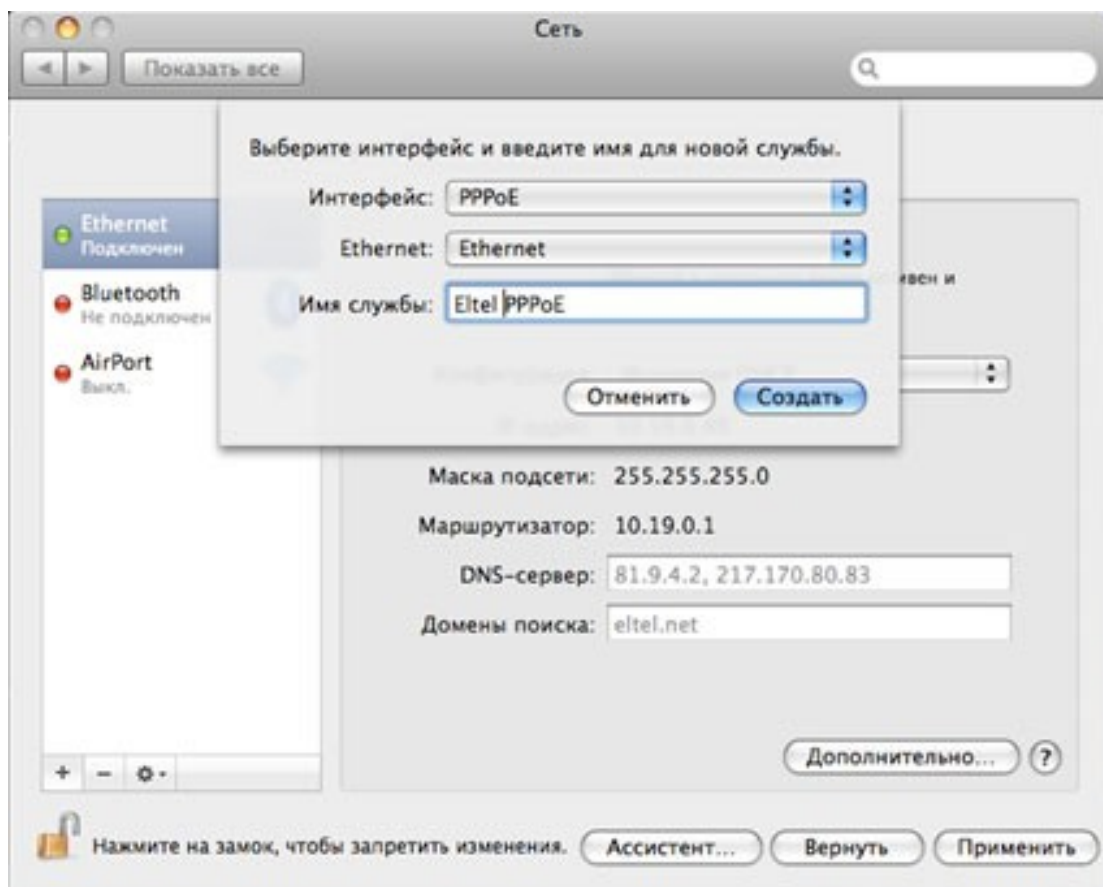 Сеть
Показать все
Выберите интерфейс и введите имя для новой службы.
Интерфейс: PPPoE
Ethernet: Ethernet
Имя службы: Eltel PPPoE
Отменить
Создать
Ethernet
Подключен
Bluetooth
Не подключен
AirPort
Выкл.
Маска подсети: 255.255.255.0
Маршрутизатор: 10.19.0.1
DNS-сервер: 81.9.4.2, 217.170.80.83
Домены поиска: eltel.net
Дополнительно... ?
Нажмите на замок, чтобы запретить изменения.
Ассистент...
Вернуть
Применить